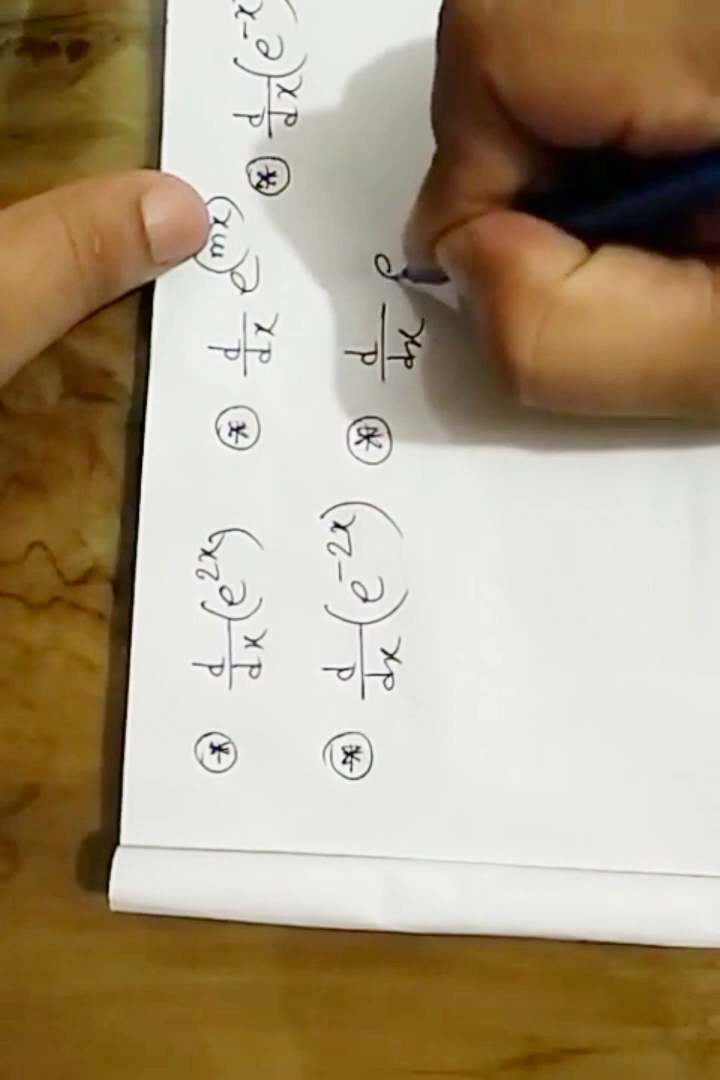 * d/dx (e^2x) * d/dx e^mx * d/dx (e^-x)
* d/dx (e^-2x) * d/dx e